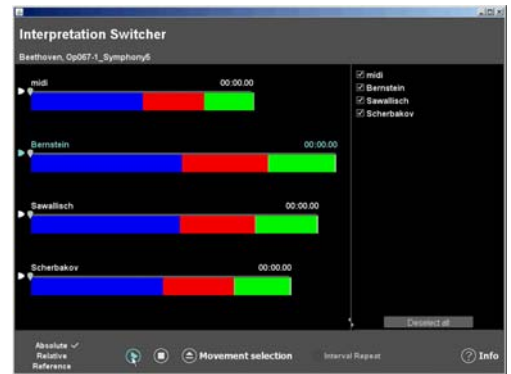 Interpretation Switcher
Beethoven, Op067-1_Symphony5
midi 00:00.00
Bernstein 00:00.00
Sawallisch 00:00.00
Scherbakov 00:00.00
midi
Bernstein
Sawallisch
Scherbakov
Deselect all
Absolute
Relative
Reference
Movement selection
Interval Repeat
? Info